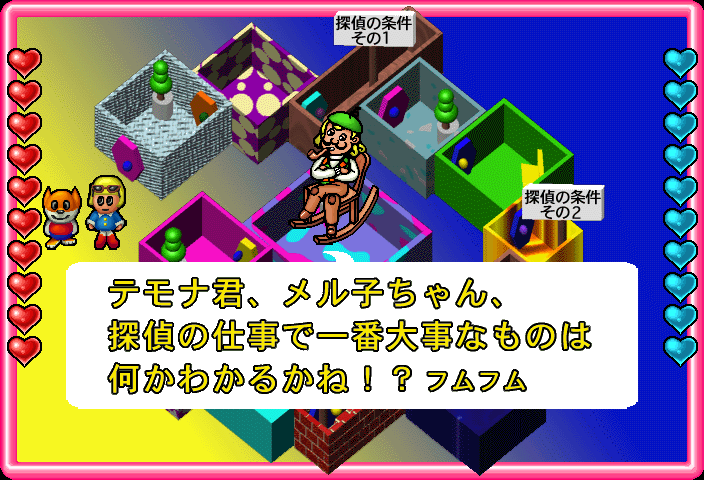 探偵の条件
その1
探偵の条件
その2
テモナ君、メル子ちゃん、
探偵の仕事で一番大事なものは
何かわかるかね！？フムフム